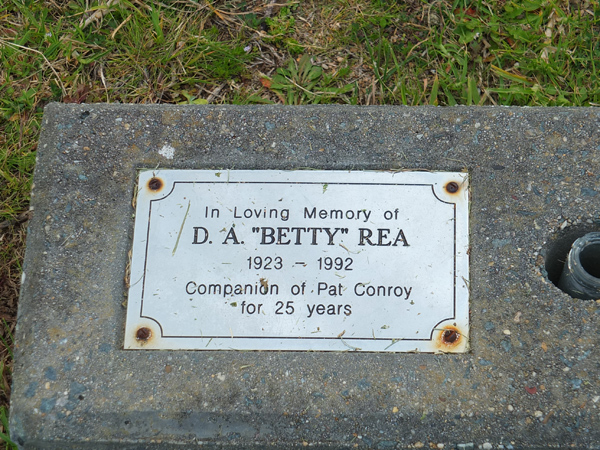 In Loving Memory of
D. A. "BETTY" REA
1923 - 1992
Companion of Pat Conroy
for 25 years